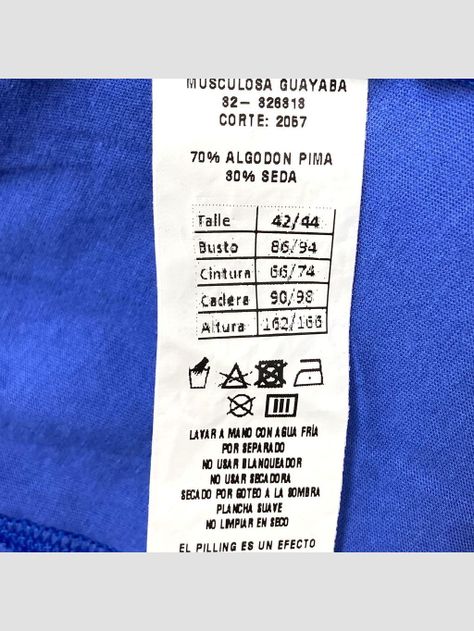 MUSCULOSA GUAYABA
32- 326313
CORTE: 2057
70% ALGODON PIMA
30% SEDA
Talle 42/44
Busto 86/94
Cintura 66/74
Cadera 90/98
Altura 162/166
LAVAR A MANO CON AGUA FRÍA
POR SEPARADO
NO USAR BLANQUEADOR
NO USAR SECADORA
SECADO POR GOTEO A LA SOMBRA
PLANCHA SUAVE
NO LIMPIAR EN SECO
EL PILLING ES UN EFECTO